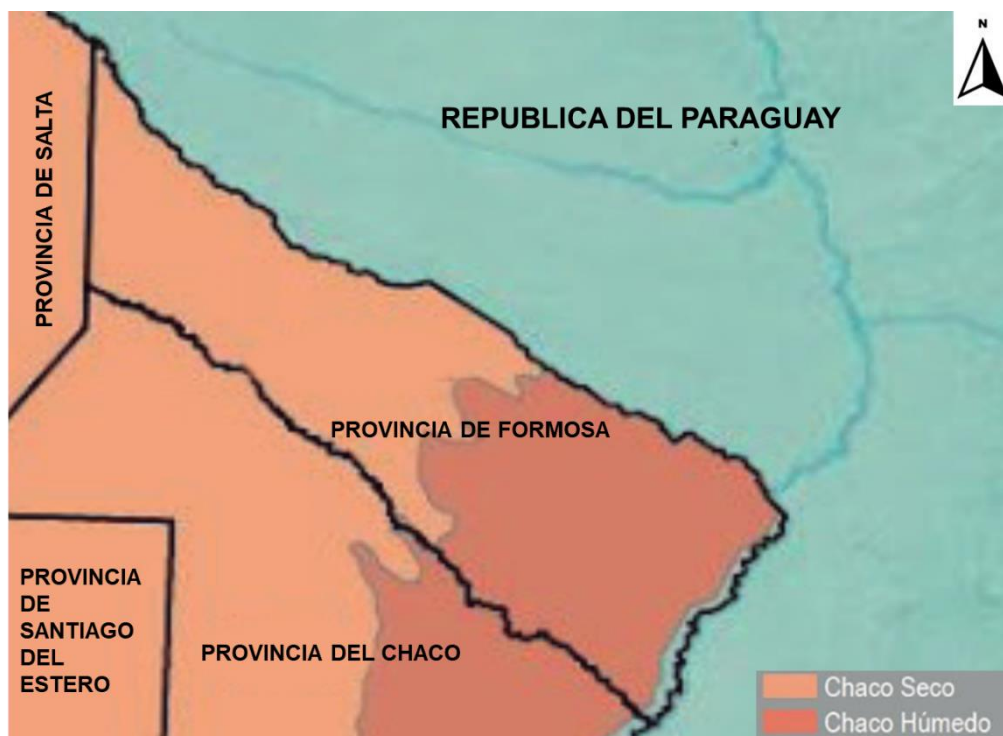 N
REPUBLICA DEL PARAGUAY
PROVINCIA DE SALTA
PROVINCIA DE FORMOSA
PROVINCIA
DE
SANTIAGO
DEL
ESTERO
PROVINCIA DEL CHACO
Chaco Seco
Chaco Húmedo